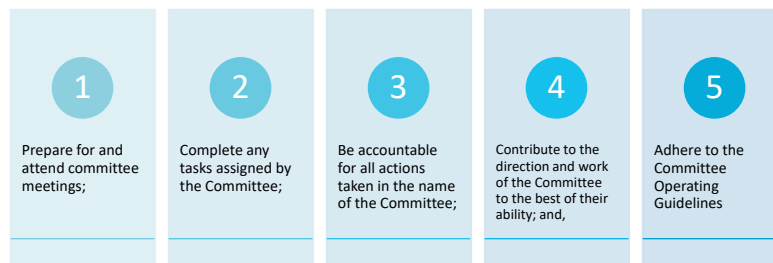 1
Prepare for and
attend committee
meetings;
2
Complete any
tasks assigned by
the Committee;
3
Be accountable
for all actions
taken in the name
of the Committee;
4
Contribute to the
direction and work
of the Committee
to the best of their
ability; and,
5
Adhere to the
Committee
Operating
Guidelines